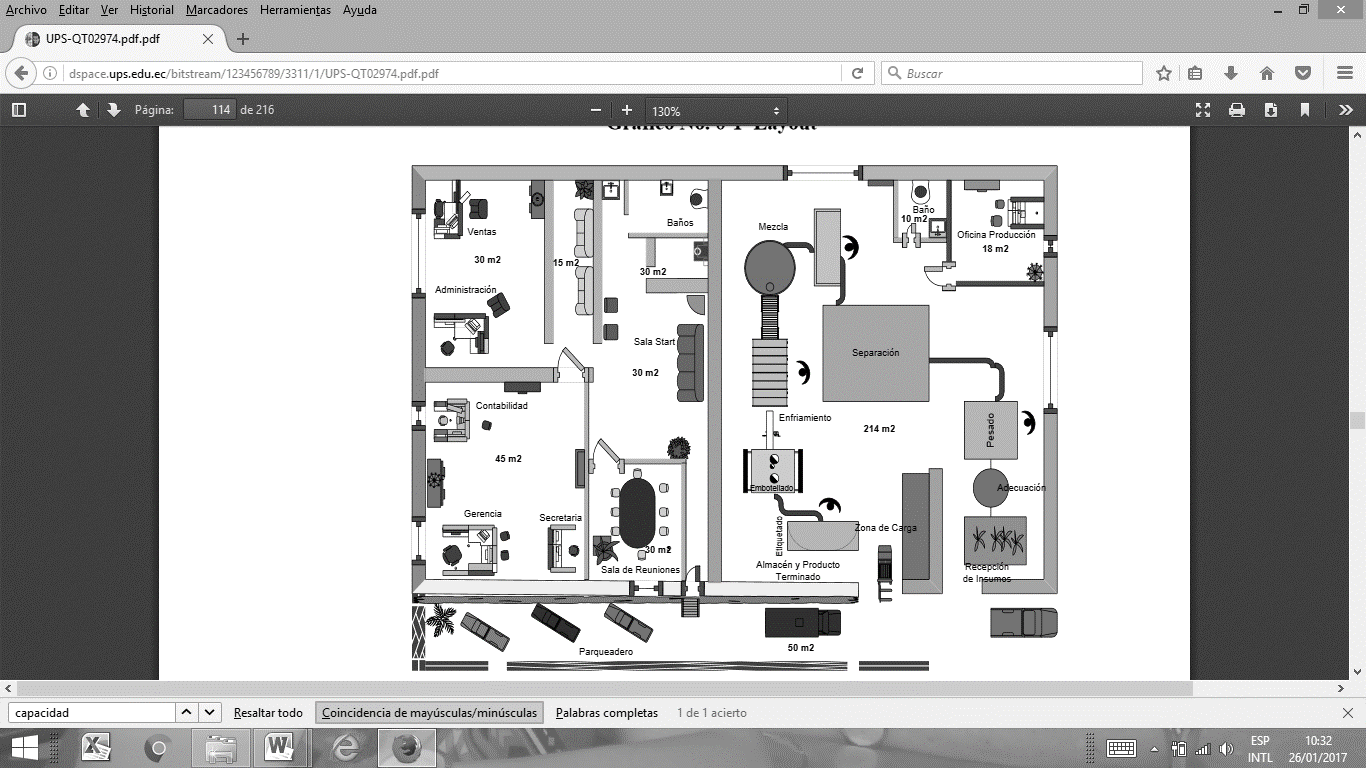 Archivo Editar Ver Historial Marcadores Herramientas Ayuda
UPS-QT02974.pdf.pdf
dspace.ups.edu.ec/bitstream/123456789/3311/1/UPS-QT02974.pdf.pdf
Buscar
Página: 114 de 216
130%
Layout
Ventas
30 m2
Administración
15 m2
Baños
30 m2
Sala Start
30 m2
Contabilidad
45 m2
Gerencia
Secretaria
30 m2
Sala de Reuniones
Mezcla
Baño
10 m2
Oficina Producción
18 m2
Separación
Enfriamiento
214 m2
Pesado
Embotellado
Adecuación
Etiquetado
Zona de Carga
Almacén y Producto
Terminado
Recepción
de Insumos
Parqueadero
50 m2
capacidad
Resaltar todo
Coincidencia de mayúsculas/minúsculas
Palabras completas
1 de 1 acierto
ESP
INTL
10:32
26/01/2017